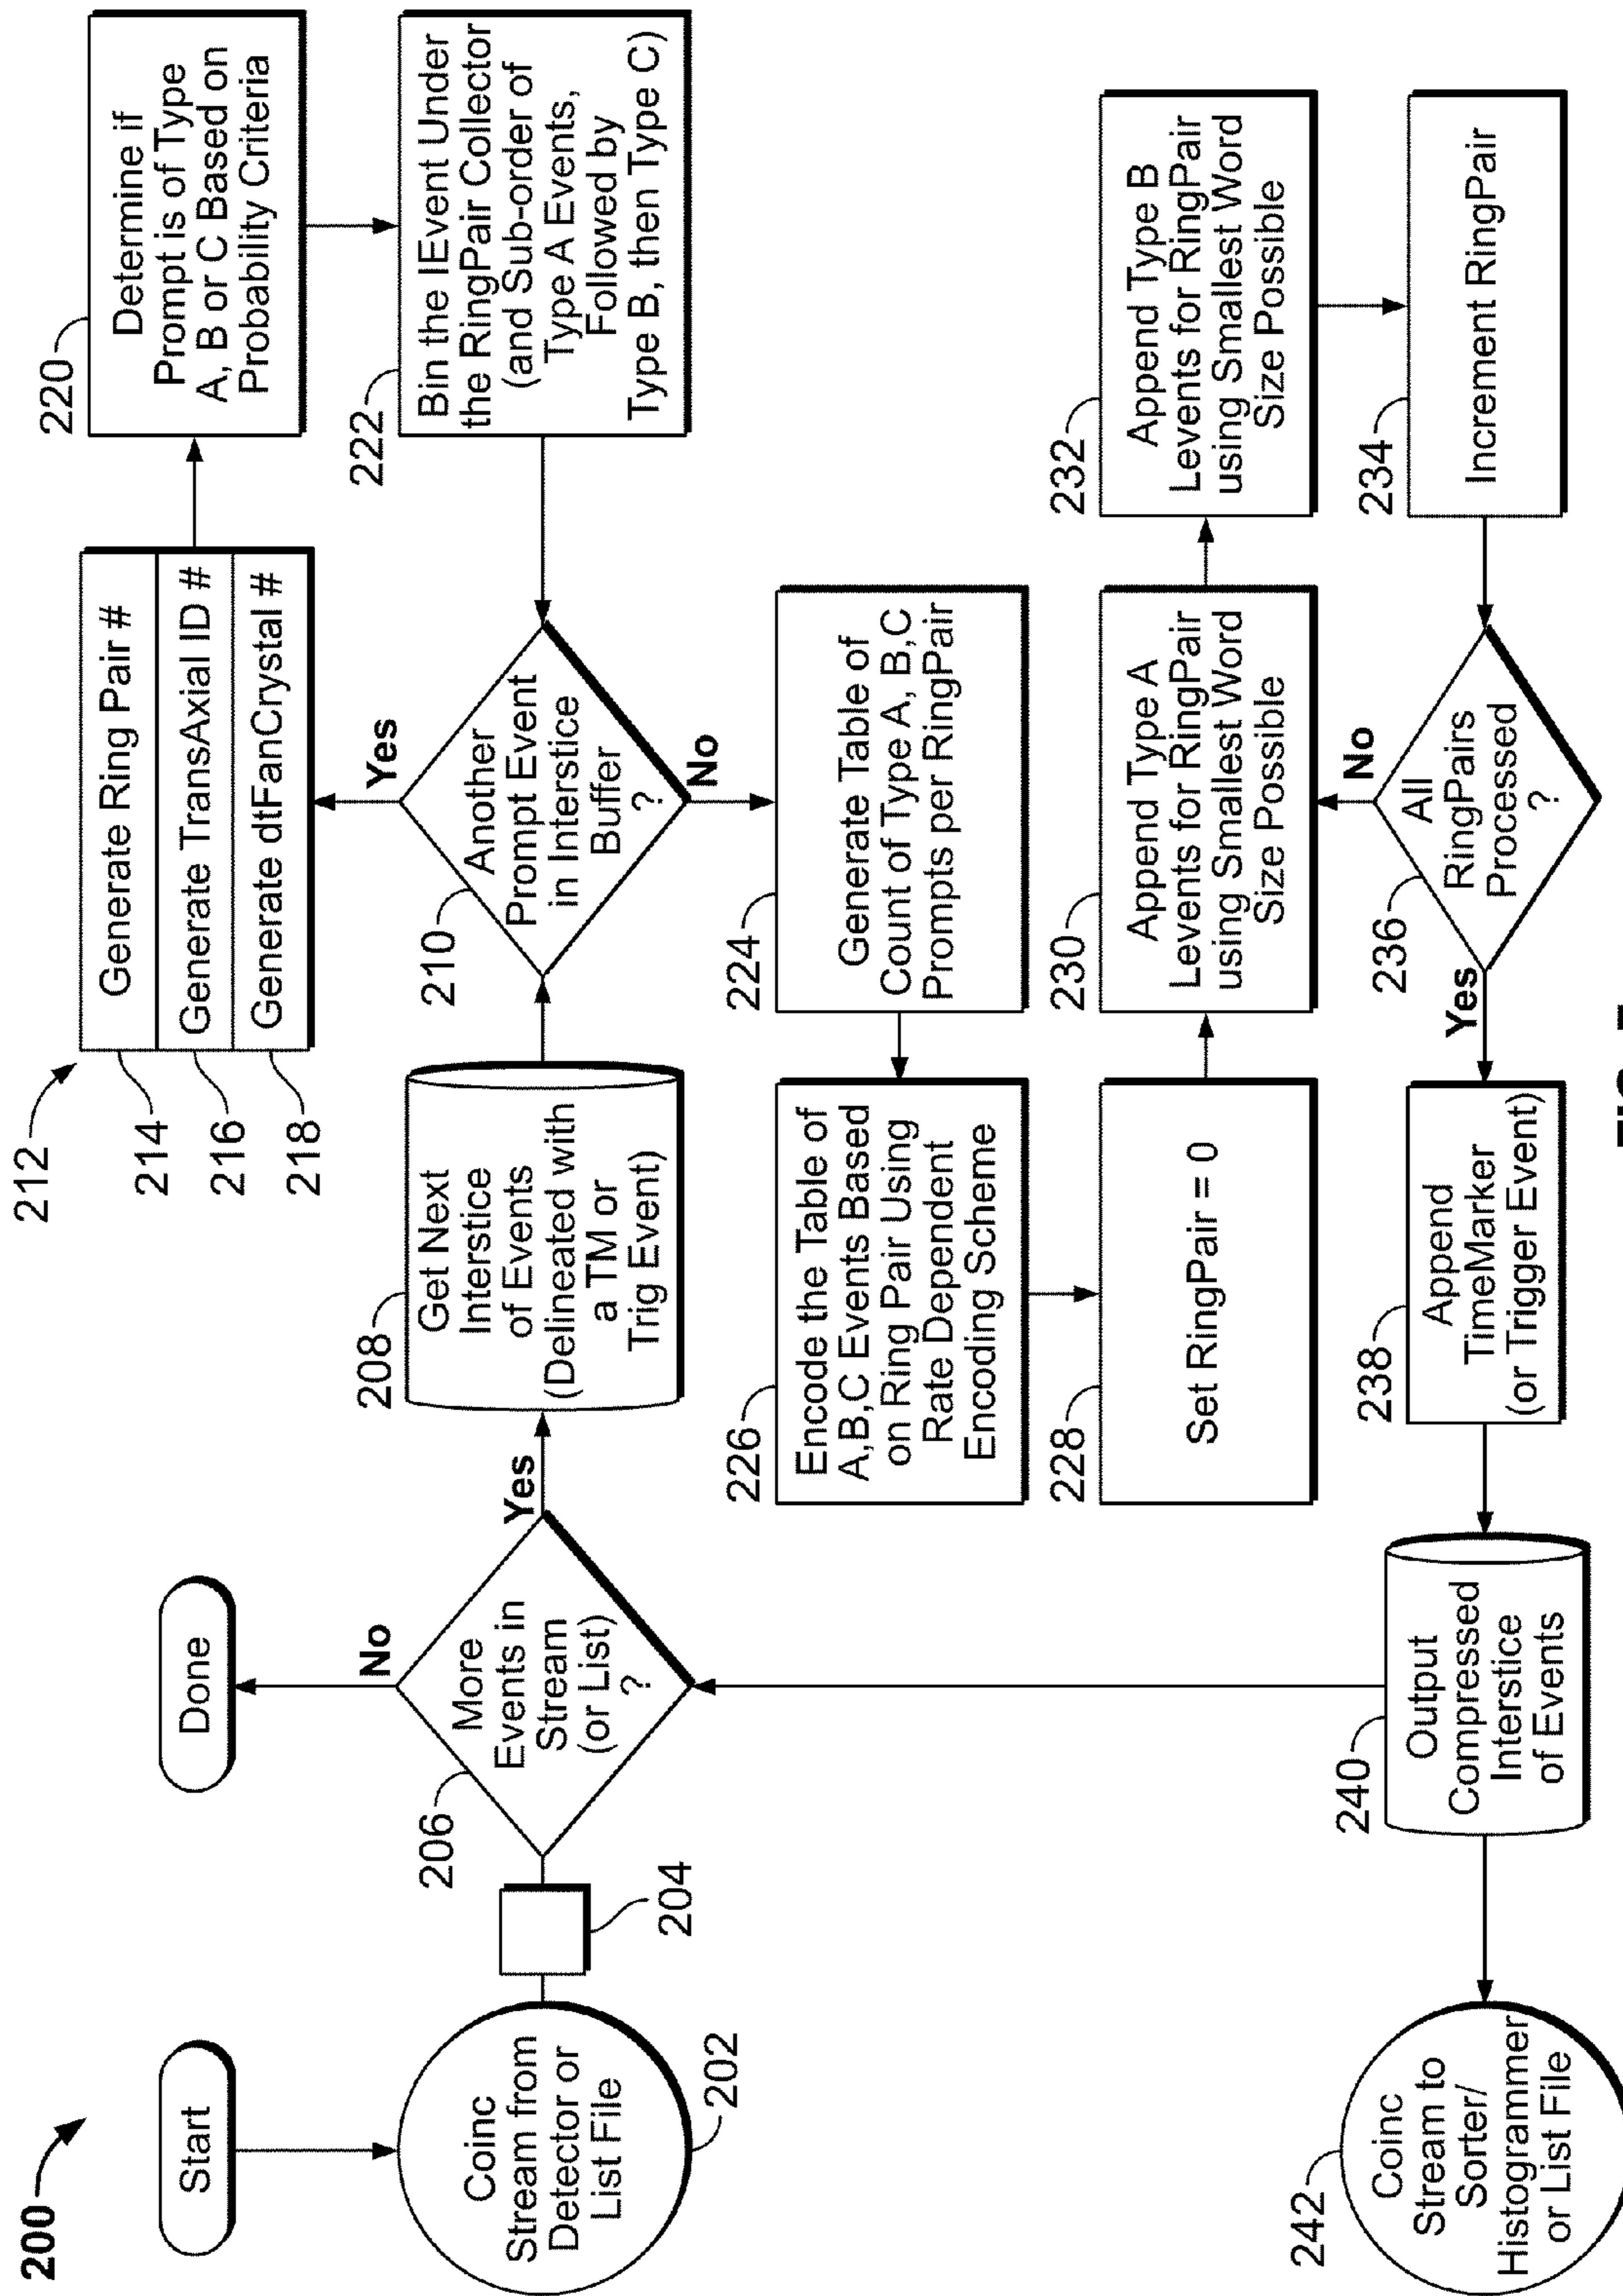 200
Start
Coinc
Stream from
Detector or
List File
202
204
206
More
Events in
Stream
(or List)
?
No
Done
Yes
208
Get Next
Interstice
of Events
(Delineated with
a TM or
Trig Event)
210
Another
Prompt Event
in Interstice
Buffer
?
Yes
No
212
214
216
218
Generate Ring Pair #
Generate TransAxial ID #
Generate dtFanCrystal #
220
Determine if
Prompt is of Type
A, B or C Based on
Probability Criteria
222
Bin the IEvent Under
the RingPair Collector
(and Sub-order of
Type A Events,
Followed by
Type B, then Type C)
224
Generate Table of
Count of Type A, B,C
Prompts per RingPair
226
Encode the Table of
A,B,C Events Based
on Ring Pair Using
Rate Dependent
Encoding Scheme
228
Set RingPair = 0
230
Append Type A
Levents for RingPair
using Smallest Word
Size Possible
232
Append Type B
Levents for RingPair
using Smallest Word
Size Possible
234
Increment RingPair
236
All
RingPairs
Processed
?
No
Yes
238
Append
TimeMarker
(or Trigger Event)
240
Output
Compressed
Interstice
of Events
242
Coinc
Stream to
Sorter/
Histogrammer
or List File